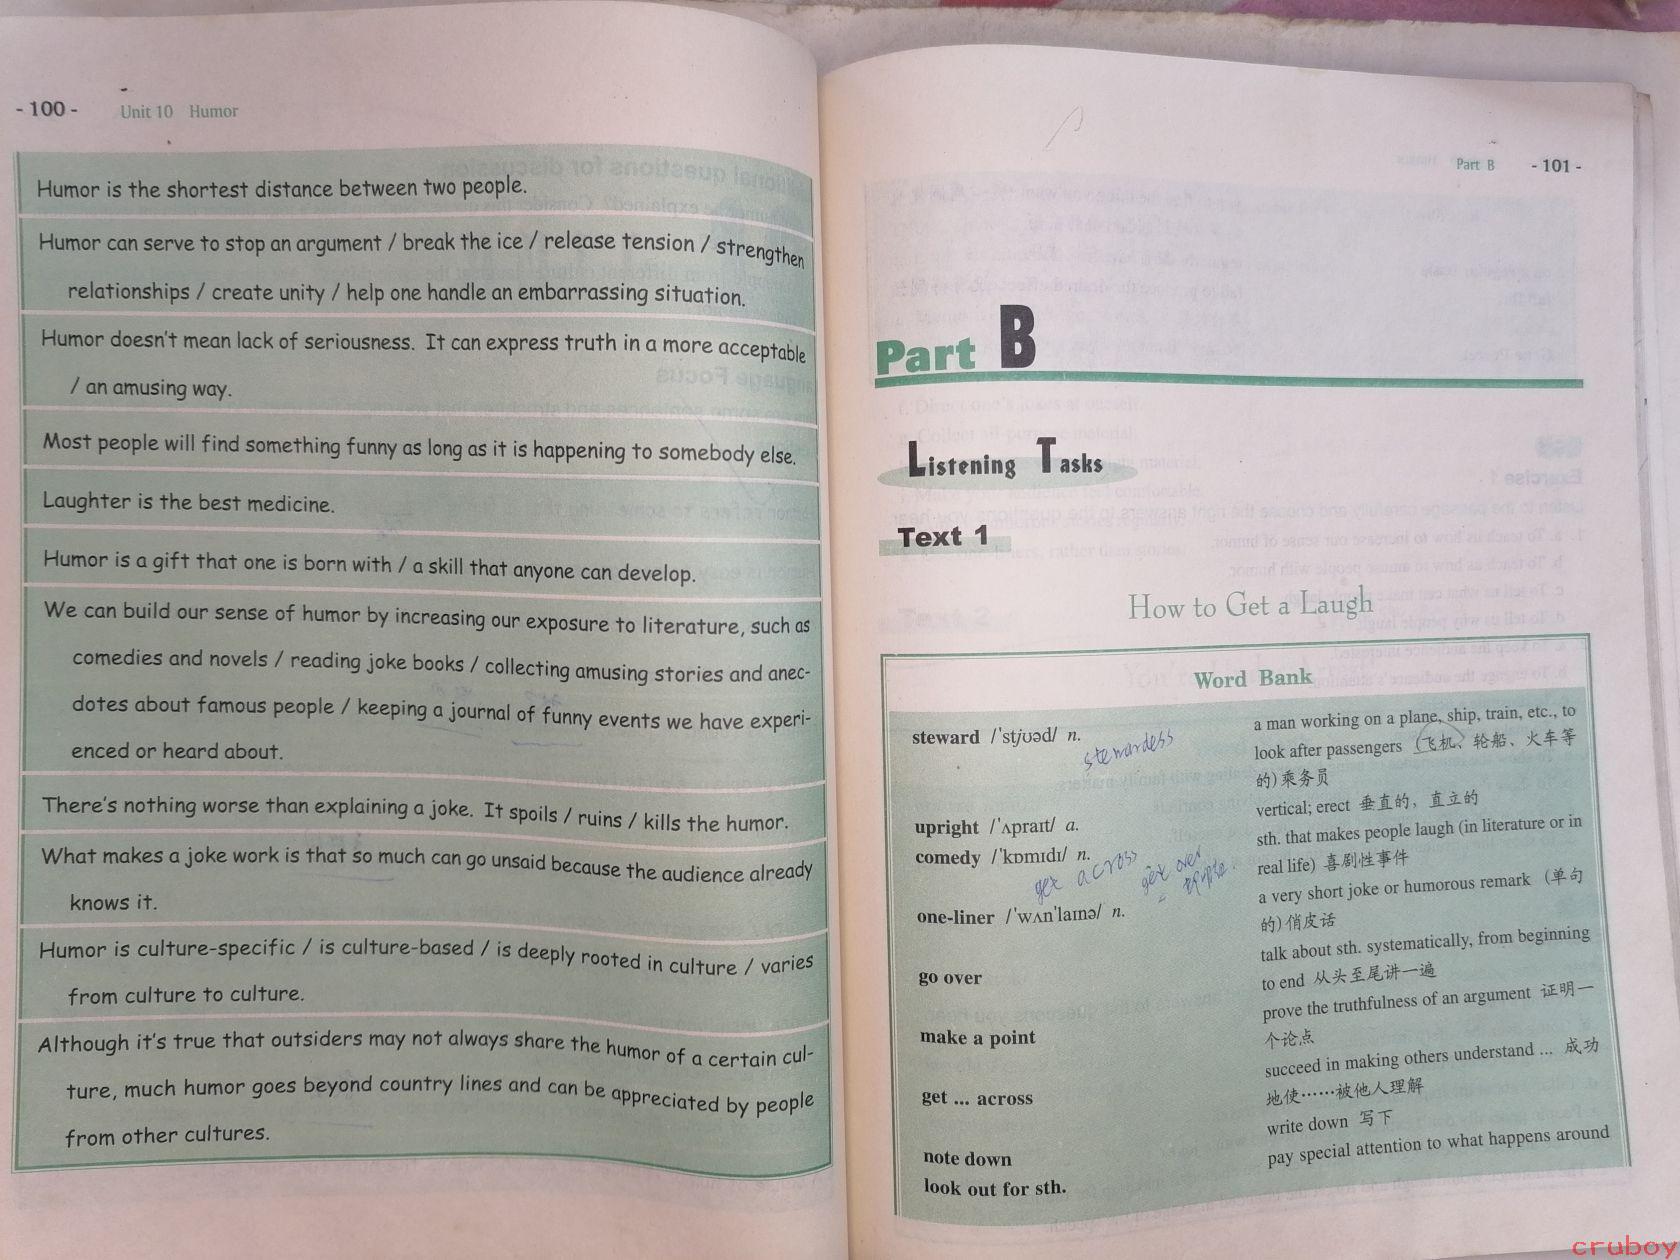 - 100 -
Unit 10 Humor
Humor is the shortest distance between two people.
Humor can serve to stop an argument / break the ice / release tension / strengthen
relationships / create unity / help one handle an embarrassing situation.
Humor doesn't mean lack of seriousness. It can express truth in a more acceptable
/ an amusing way.
Most people will find something funny as long as it is happening to somebody else.
Laughter is the best medicine.
Humor is a gift that one is born with / a skill that anyone can develop.
We can build our sense of humor by increasing our exposure to literature, such as
comedies and novels / reading joke books / collecting amusing stories and anec-
dotes about famous people / keeping a journal of funny events we have experi-
enced or heard about.
There's nothing worse than explaining a joke. It spoils / ruins / kills the humor.
What makes a joke work is that so much can go unsaid because the audience already
knows it.
Humor is culture-specific / is culture-based / is deeply rooted in culture / varies
from culture to culture.
Although it's true that outsiders may not always share the humor of a certain cul-
ture, much humor goes beyond country lines and can be appreciated by people
from other cultures.
Part B
- 101 -
Part B
Listening Tasks
Text 1
How to Get a Laugh
Word Bank
steward /ˈstjʊəd/ n.
stewardess
a man working on a plane, ship, train, etc., to
look after passengers (飞机、轮船、火车等
的)乘务员
upright /ˈʌpraɪt/ a.
vertical; erect 垂直的，直立的
comedy /ˈkɒmɪdɪ/ n.
sth. that makes people laugh (in literature or in
real life) 喜剧性事件
get across
get over
one-liner /ˈwʌnˈlaɪnə/ n.
a very short joke or humorous remark (单句
的)俏皮话
go over
talk about sth. systematically, from beginning
to end 从头至尾讲一遍
make a point
prove the truthfulness of an argument 证明一
个论点
get ... across
succeed in making others understand ... 成功
地使……被他人理解
note down
write down 写下
look out for sth.
pay special attention to what happens around
cruboy